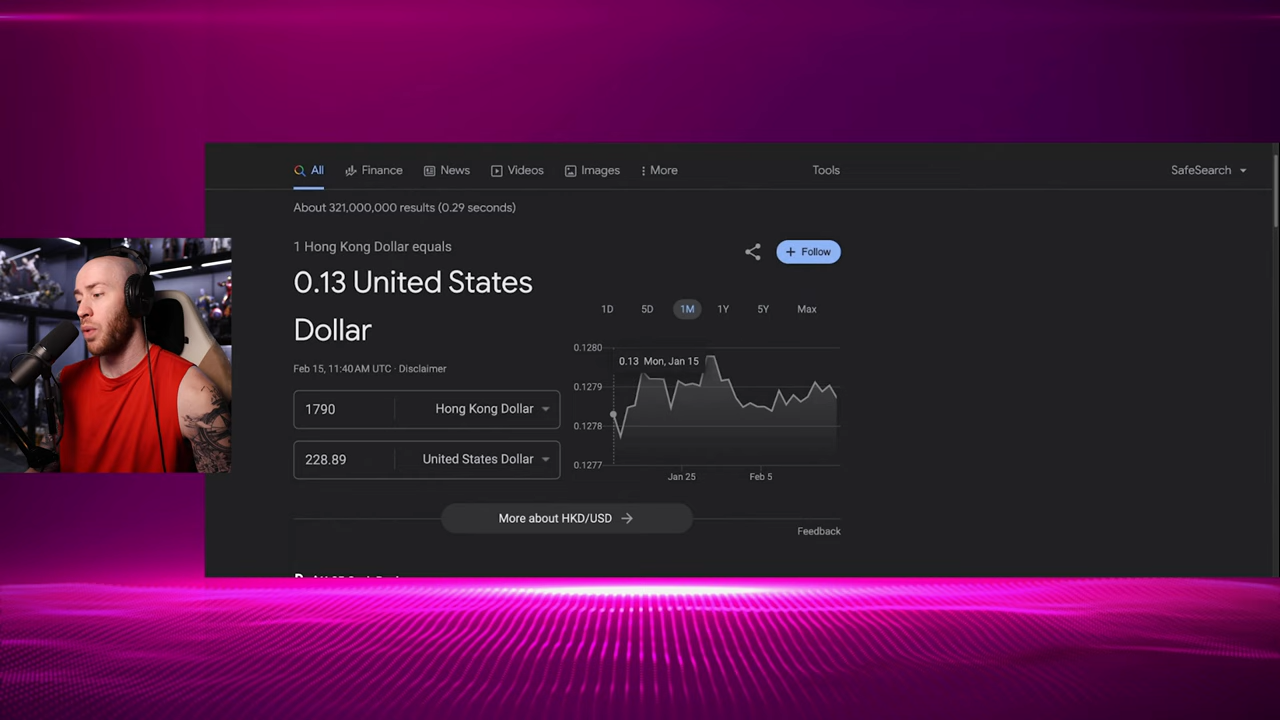 All Finance News Videos Images More Tools SafeSearch
About 321,000,000 results (0.29 seconds)
1 Hong Kong Dollar equals
0.13 United States
Dollar
Feb 15, 11:40 AM UTC · Disclaimer
1790 Hong Kong Dollar
228.89 United States Dollar
+ Follow
1D 5D 1M 1Y 5Y Max
0.1280
0.13 Mon, Jan 15
0.1279
0.1278
0.1277
Jan 25 Feb 5
More about HKD/USD →
Feedback